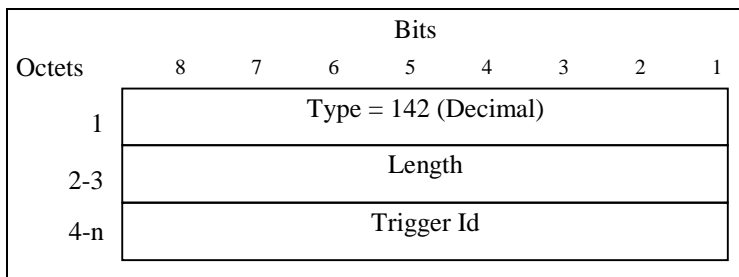 Bits
Octets 8 7 6 5 4 3 2 1
1 Type = 142 (Decimal)
2-3 Length
4-n Trigger Id